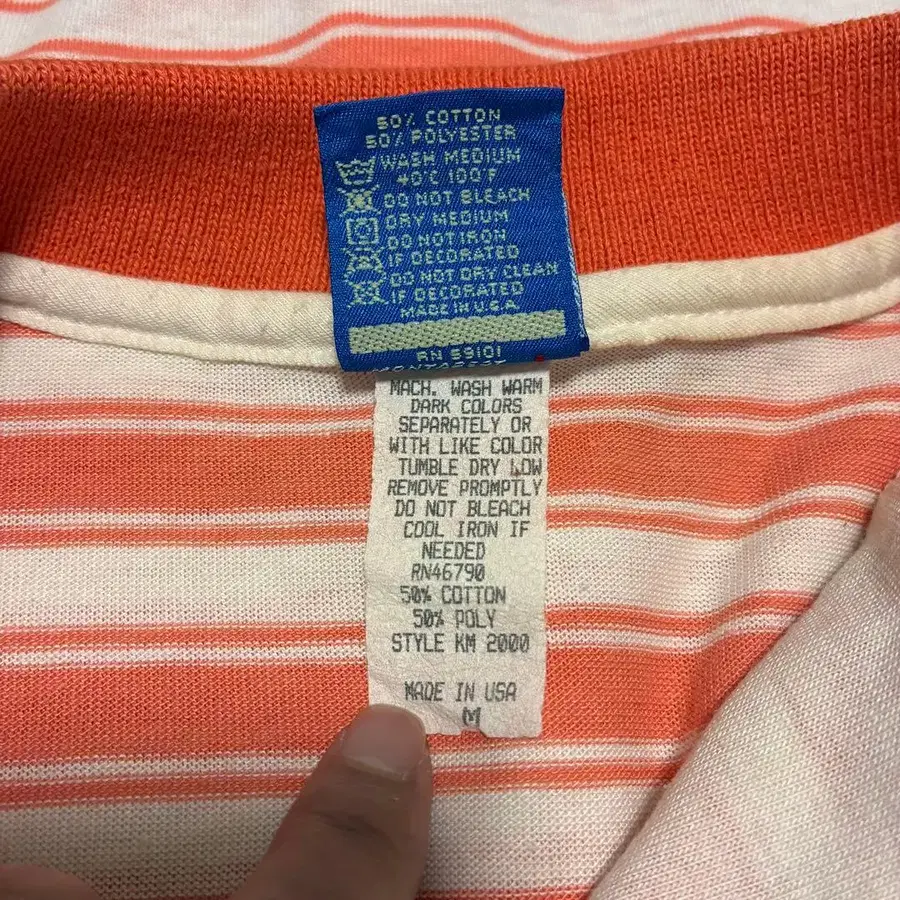 50% COTTON
50% POLYESTER
WASH MEDIUM
40°C 100°F
DO NOT BLEACH
DRY MEDIUM
DO NOT IRON
IF DECORATED
DO NOT DRY CLEAN
IF DECORATED
MADE IN U.S.A.
RN 59101
MACH. WASH WARM
DARK COLORS
SEPARATELY OR
WITH LIKE COLOR
TUMBLE DRY LOW
REMOVE PROMPTLY
DO NOT BLEACH
COOL IRON IF
NEEDED
RN46790
50% COTTON
50% POLY
STYLE KM 2000
MADE IN USA
M